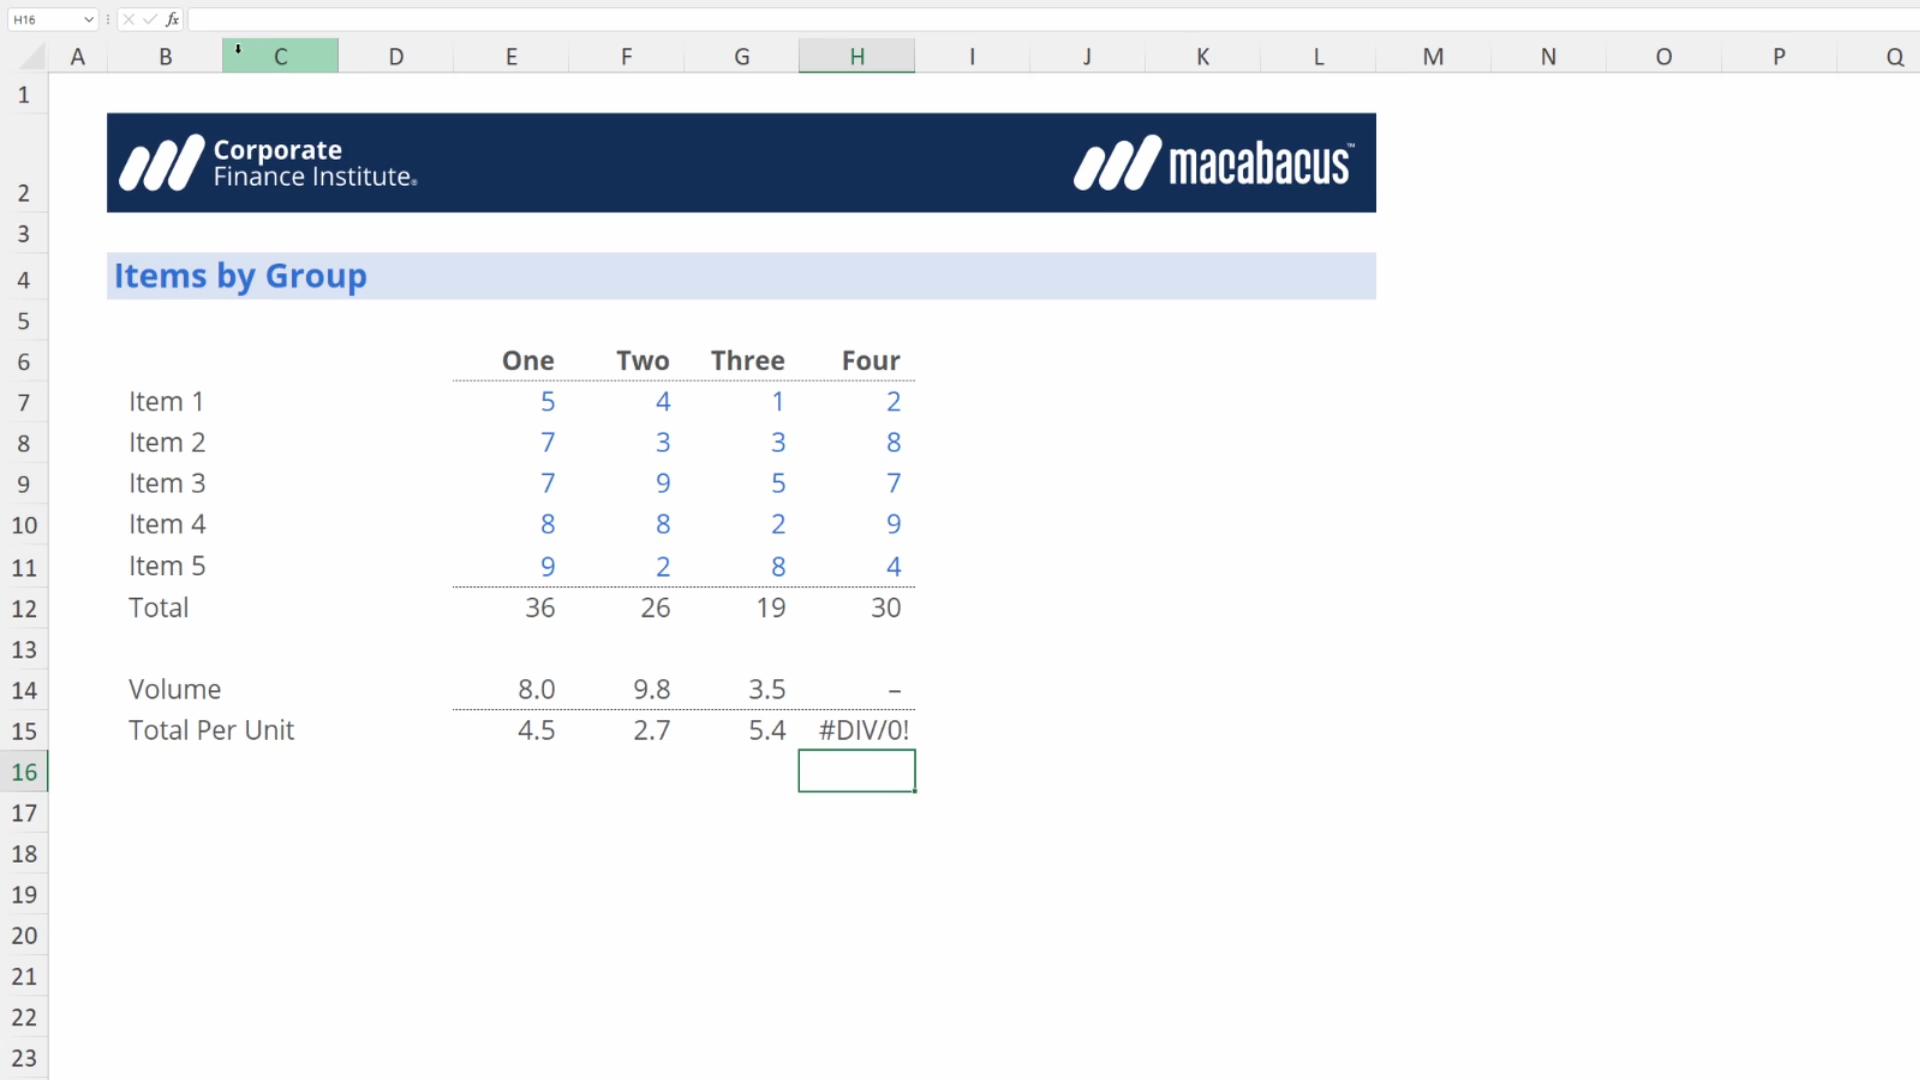 H16 fx
A B C D E F G H I J K L M N O P Q
1
Corporate
Finance Institute®
macabacus™
2
3
4 Items by Group
5
6 One Two Three Four
7 Item 1 5 4 1 2
8 Item 2 7 3 3 8
9 Item 3 7 9 5 7
10 Item 4 8 8 2 9
11 Item 5 9 2 8 4
12 Total 36 26 19 30
13
14 Volume 8.0 9.8 3.5 –
15 Total Per Unit 4.5 2.7 5.4 #DIV/0!
16
17
18
19
20
21
22
23